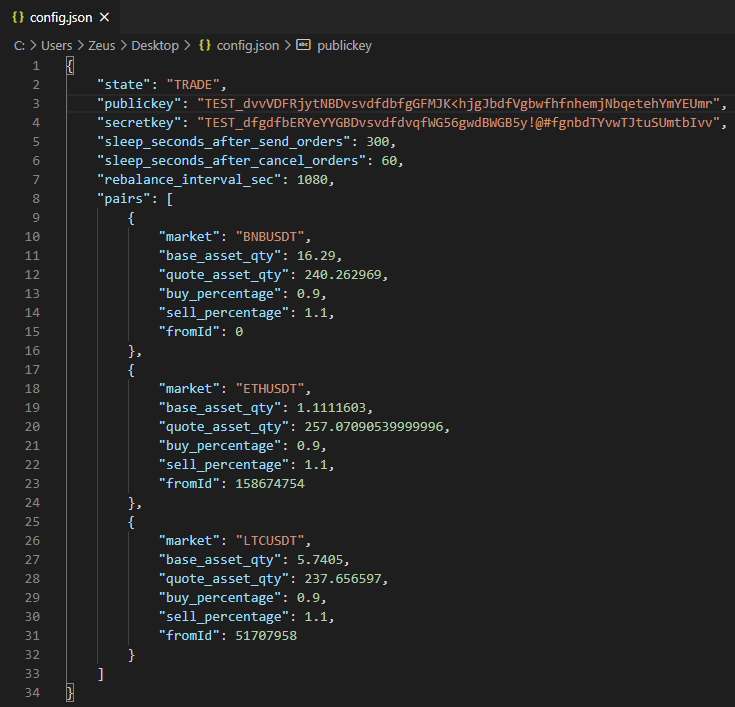 {} config.json ×
C: > Users > Zeus > Desktop > {} config.json > abc publickey
1 {
2 "state": "TRADE",
3 "publickey": "TEST_dvvVDFRjytNBDvsvdfdbfgGFMJK<hjgJbdfVgbwfhfnhemjNbqetehYmYEUmr",
4 "secretkey": "TEST_dfgdfbERYeYYGBDvsvdfdvqfWG56gwdBWGB5y!@#fgnbdTYvwTJtuSUmtbIvv",
5 "sleep_seconds_after_send_orders": 300,
6 "sleep_seconds_after_cancel_orders": 60,
7 "rebalance_interval_sec": 1080,
8 "pairs": [
9 {
10 "market": "BNBUSDT",
11 "base_asset_qty": 16.29,
12 "quote_asset_qty": 240.262969,
13 "buy_percentage": 0.9,
14 "sell_percentage": 1.1,
15 "fromId": 0
16 },
17 {
18 "market": "ETHUSDT",
19 "base_asset_qty": 1.1111603,
20 "quote_asset_qty": 257.07090539999996,
21 "buy_percentage": 0.9,
22 "sell_percentage": 1.1,
23 "fromId": 158674754
24 },
25 {
26 "market": "LTCUSDT",
27 "base_asset_qty": 5.7405,
28 "quote_asset_qty": 237.656597,
29 "buy_percentage": 0.9,
30 "sell_percentage": 1.1,
31 "fromId": 51707958
32 }
33 ]
34 }